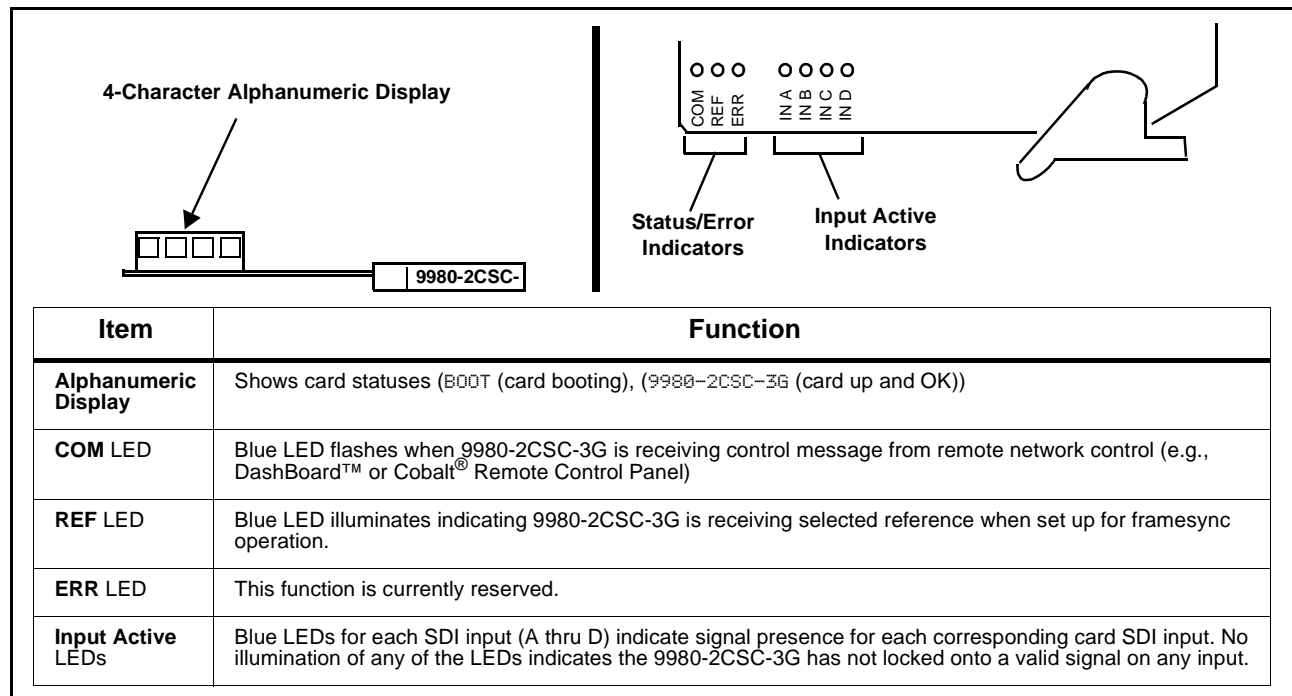 4-Character Alphanumeric Display
9980-2CSC-
COM
REF
ERR
IN A
IN B
IN C
IN D
Status/Error
Indicators
Input Active
Indicators
Item
Function
Alphanumeric
Display
Shows card statuses (BOOT (card booting), (9980-2CSC-3G (card up and OK))
COM LED
Blue LED flashes when 9980-2CSC-3G is receiving control message from remote network control (e.g.,
DashBoard™ or Cobalt® Remote Control Panel)
REF LED
Blue LED illuminates indicating 9980-2CSC-3G is receiving selected reference when set up for framesync
operation.
ERR LED
This function is currently reserved.
Input Active
LEDs
Blue LEDs for each SDI input (A thru D) indicate signal presence for each corresponding card SDI input. No
illumination of any of the LEDs indicates the 9980-2CSC-3G has not locked onto a valid signal on any input.